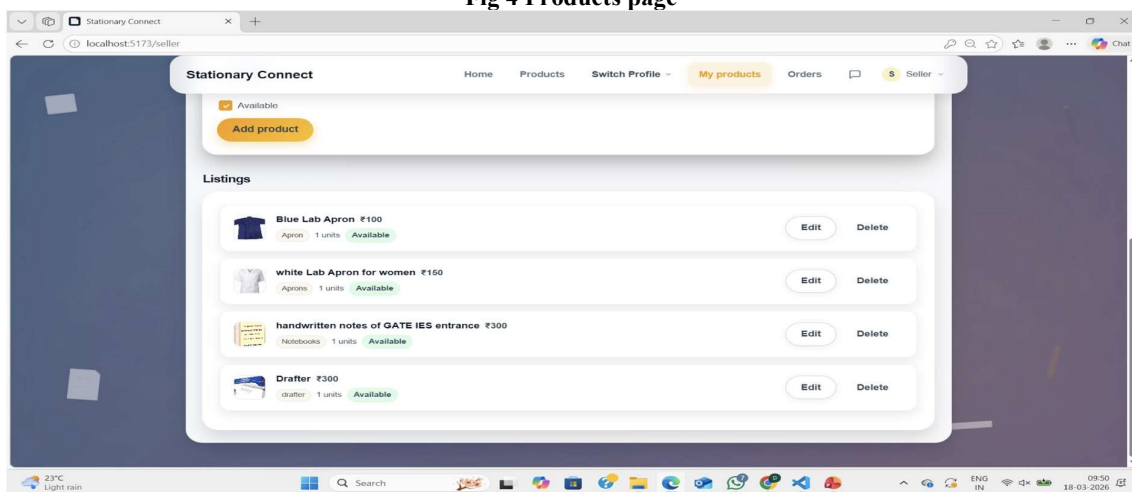 Fig 4 Products page
Stationary Connect
localhost:5173/seller
Chat
Stationary Connect Home Products Switch Profile My products Orders S Seller
Available
Add product
Listings
Blue Lab Apron ₹100
Apron 1 units Available
Edit Delete
white Lab Apron for women ₹150
Aprons 1 units Available
Edit Delete
handwritten notes of GATE IES entrance ₹300
Notebooks 1 units Available
Edit Delete
Drafter ₹300
drafter 1 units Available
Edit Delete
23°C
Light rain
Search
ENG
IN
09:50
18-03-2026